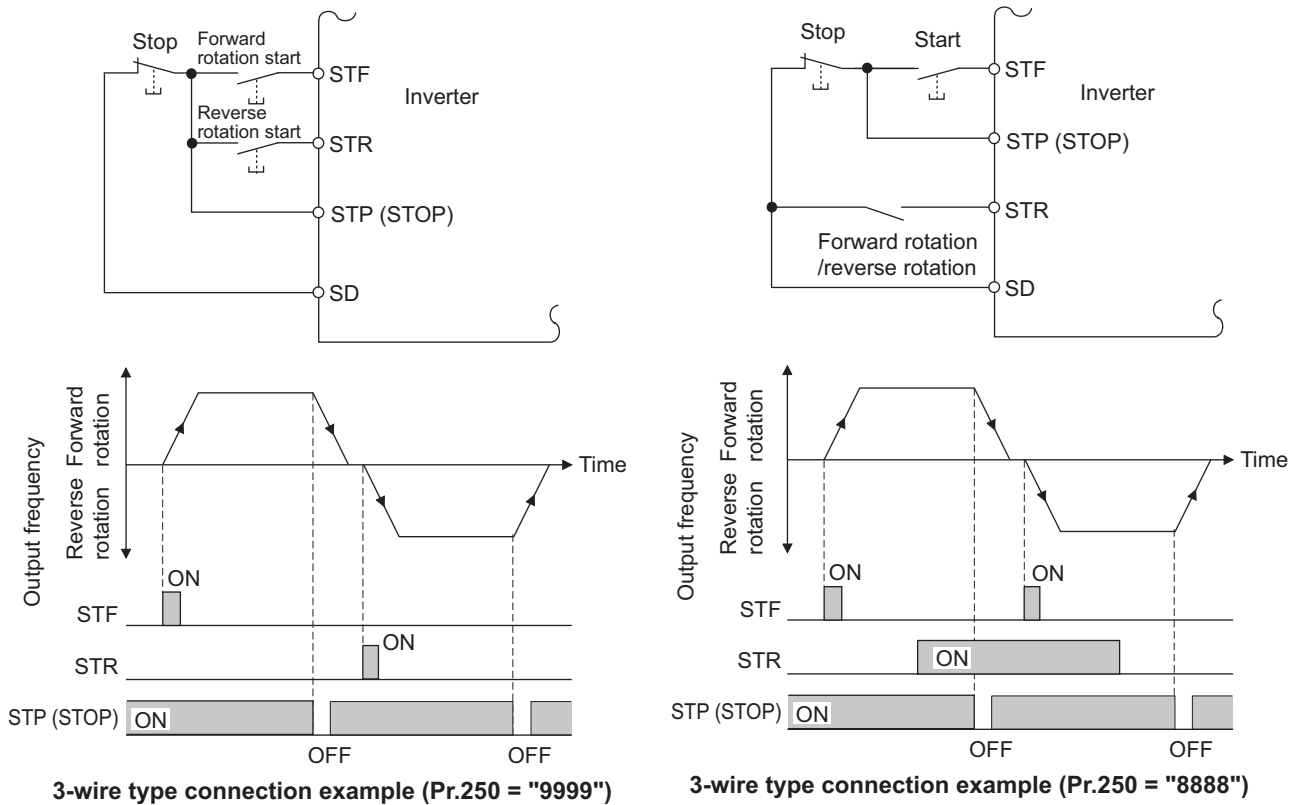 Stop
Forward
rotation start
STF
Inverter
Reverse
rotation start
STR
STP (STOP)
SD
Output frequency
Reverse Forward
rotation rotation
Time
ON
STF
ON
STR
STP (STOP)
ON
OFF
OFF
3-wire type connection example (Pr.250 = "9999")
Stop
Start
STF
Inverter
STP (STOP)
STR
Forward rotation
/reverse rotation
SD
Output frequency
Reverse Forward
rotation rotation
Time
ON
ON
STF
STR
ON
STP (STOP)
ON
OFF
OFF
3-wire type connection example (Pr.250 = "8888")